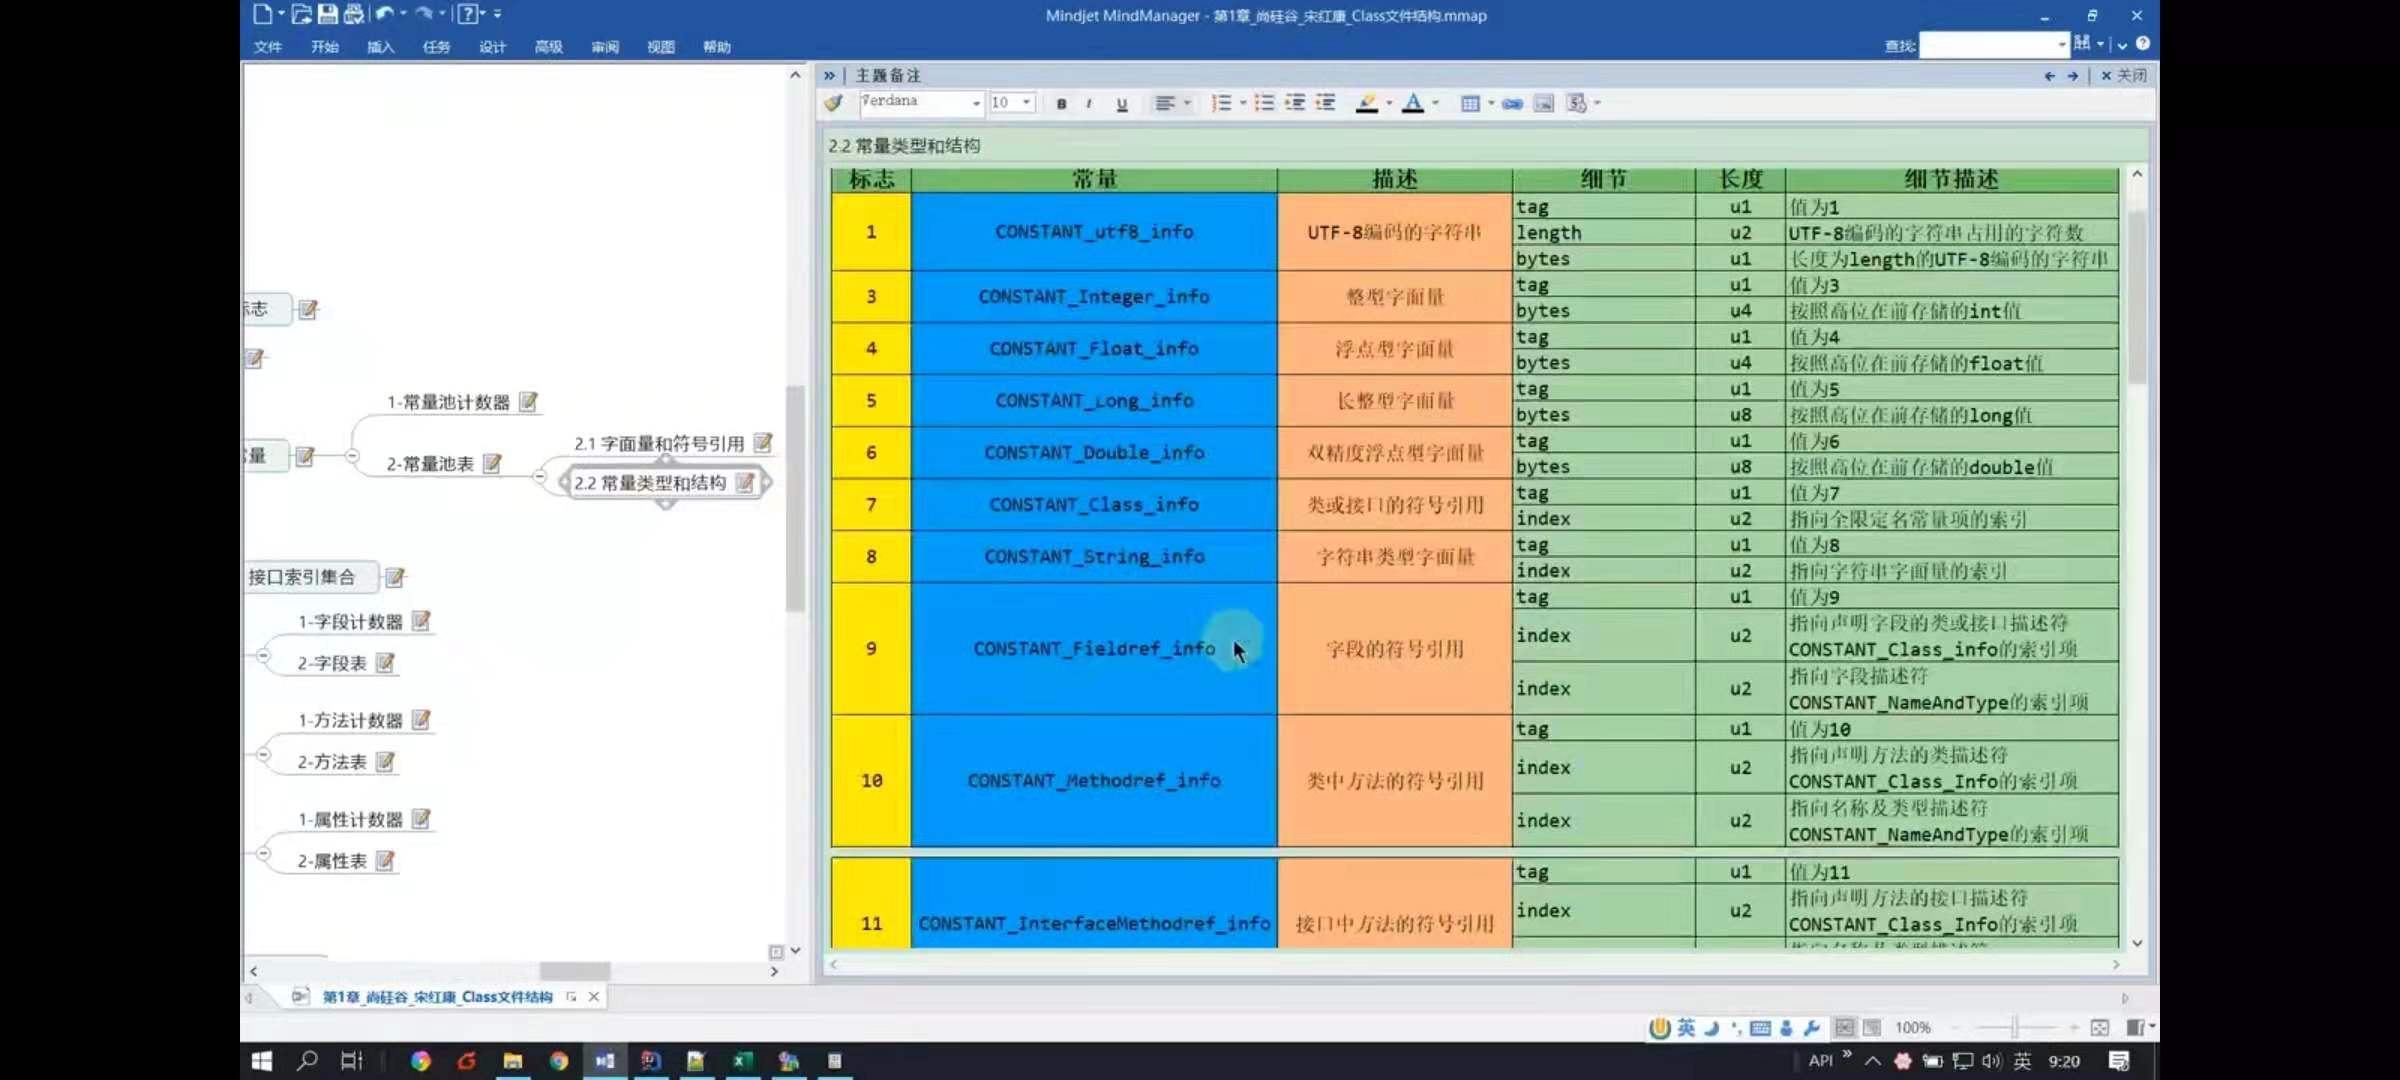 Mindjet MindManager - 第1章_尚硅谷_宋红康_Class文件结构.mmap
文件 开始 插入 任务 设计 高级 审阅 视图 帮助
查找:
主题备注
关闭
Verdana 10 B I U
2.2 常量类型和结构
标志 常量 描述 细节 长度 细节描述
1 CONSTANT_utf8_info UTF-8编码的字符串
tag u1 值为1
length u2 UTF-8编码的字符串占用的字符数
bytes u1 长度为length的UTF-8编码的字符串
3 CONSTANT_Integer_info 整型字面量
tag u1 值为3
bytes u4 按照高位在前存储的int值
4 CONSTANT_Float_info 浮点型字面量
tag u1 值为4
bytes u4 按照高位在前存储的float值
5 CONSTANT_Long_info 长整型字面量
tag u1 值为5
bytes u8 按照高位在前存储的long值
6 CONSTANT_Double_info 双精度浮点型字面量
tag u1 值为6
bytes u8 按照高位在前存储的double值
7 CONSTANT_Class_info 类或接口的符号引用
tag u1 值为7
index u2 指向全限定名常量项的索引
8 CONSTANT_String_info 字符串类型字面量
tag u1 值为8
index u2 指向字符串字面量的索引
9 CONSTANT_Fieldref_info 字段的符号引用
tag u1 值为9
index u2 指向声明字段的类或接口描述符
CONSTANT_Class_info的索引项
index u2 指向字段描述符
CONSTANT_NameAndType的索引项
10 CONSTANT_Methodref_info 类中方法的符号引用
tag u1 值为10
index u2 指向声明方法的类描述符
CONSTANT_Class_Info的索引项
index u2 指向名称及类型描述符
CONSTANT_NameAndType的索引项
11 CONSTANT_InterfaceMethodref_info 接口中方法的符号引用
tag u1 值为11
index u2 指向声明方法的接口描述符
CONSTANT_Class_Info的索引项
标志
1-常量池计数器
2-常量池表
2.1 字面量和符号引用
2.2 常量类型和结构
量
接口索引集合
1-字段计数器
2-字段表
1-方法计数器
2-方法表
1-属性计数器
2-属性表
第1章_尚硅谷_宋红康_Class文件结构
英
100%
API
英 9:20